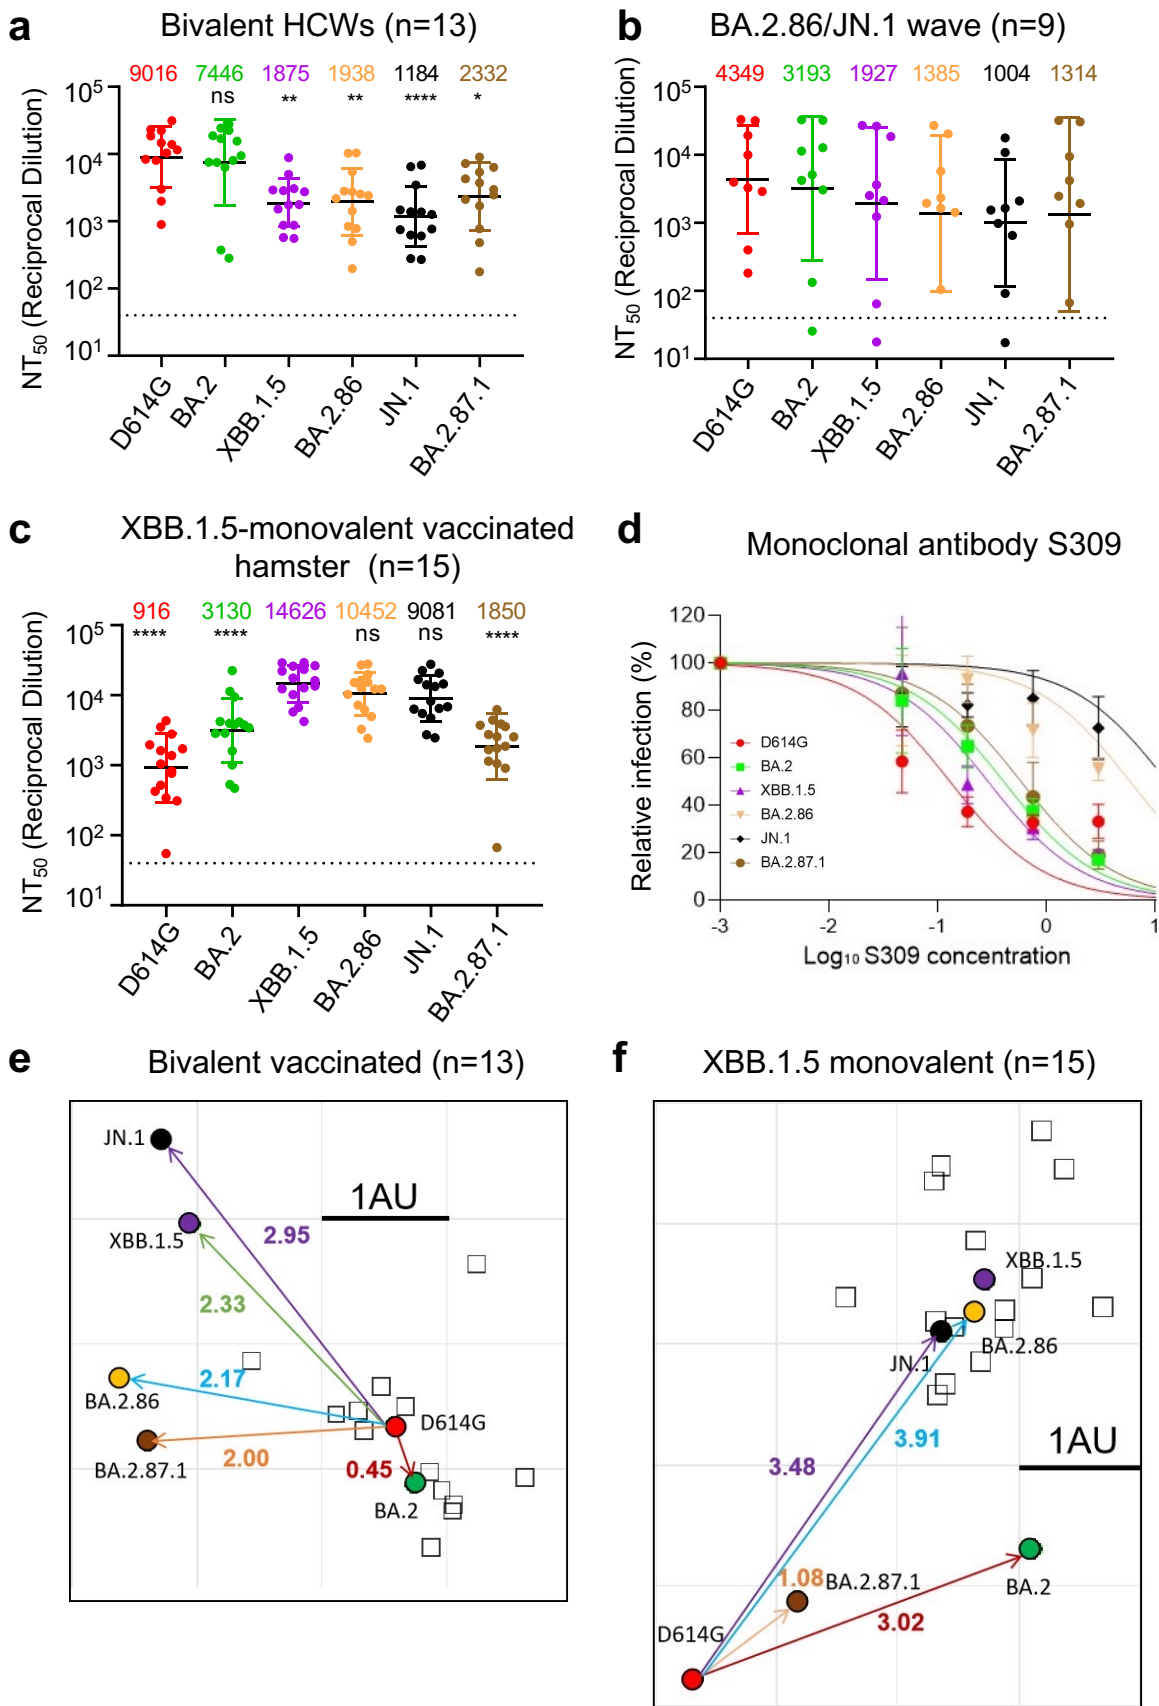 a
Bivalent HCWs (n=13)
9016 7446 1875 1938 1184 2332
ns ** ** **** *
NT50 (Reciprocal Dilution)
10^5
10^4
10^3
10^2
10^1
D614G BA.2 XBB.1.5 BA.2.86 JN.1 BA.2.87.1
b
BA.2.86/JN.1 wave (n=9)
4349 3193 1927 1385 1004 1314
NT50 (Reciprocal Dilution)
10^5
10^4
10^3
10^2
10^1
D614G BA.2 XBB.1.5 BA.2.86 JN.1 BA.2.87.1
c
XBB.1.5-monovalent vaccinated
hamster (n=15)
916 3130 14626 10452 9081 1850
**** **** ns ns ****
NT50 (Reciprocal Dilution)
10^5
10^4
10^3
10^2
10^1
D614G BA.2 XBB.1.5 BA.2.86 JN.1 BA.2.87.1
d
Monoclonal antibody S309
Relative infection (%)
120
100
80
60
40
20
0
D614G
BA.2
XBB.1.5
BA.2.86
JN.1
BA.2.87.1
-3 -2 -1 0 1
Log10 S309 concentration
e
Bivalent vaccinated (n=13)
JN.1
1AU
XBB.1.5
2.95
2.33
2.17
BA.2.86
D614G
BA.2.87.1
2.00
0.45
BA.2
f
XBB.1.5 monovalent (n=15)
XBB.1.5
BA.2.86
JN.1
3.91
1AU
3.48
1.08
BA.2.87.1
BA.2
3.02
D614G